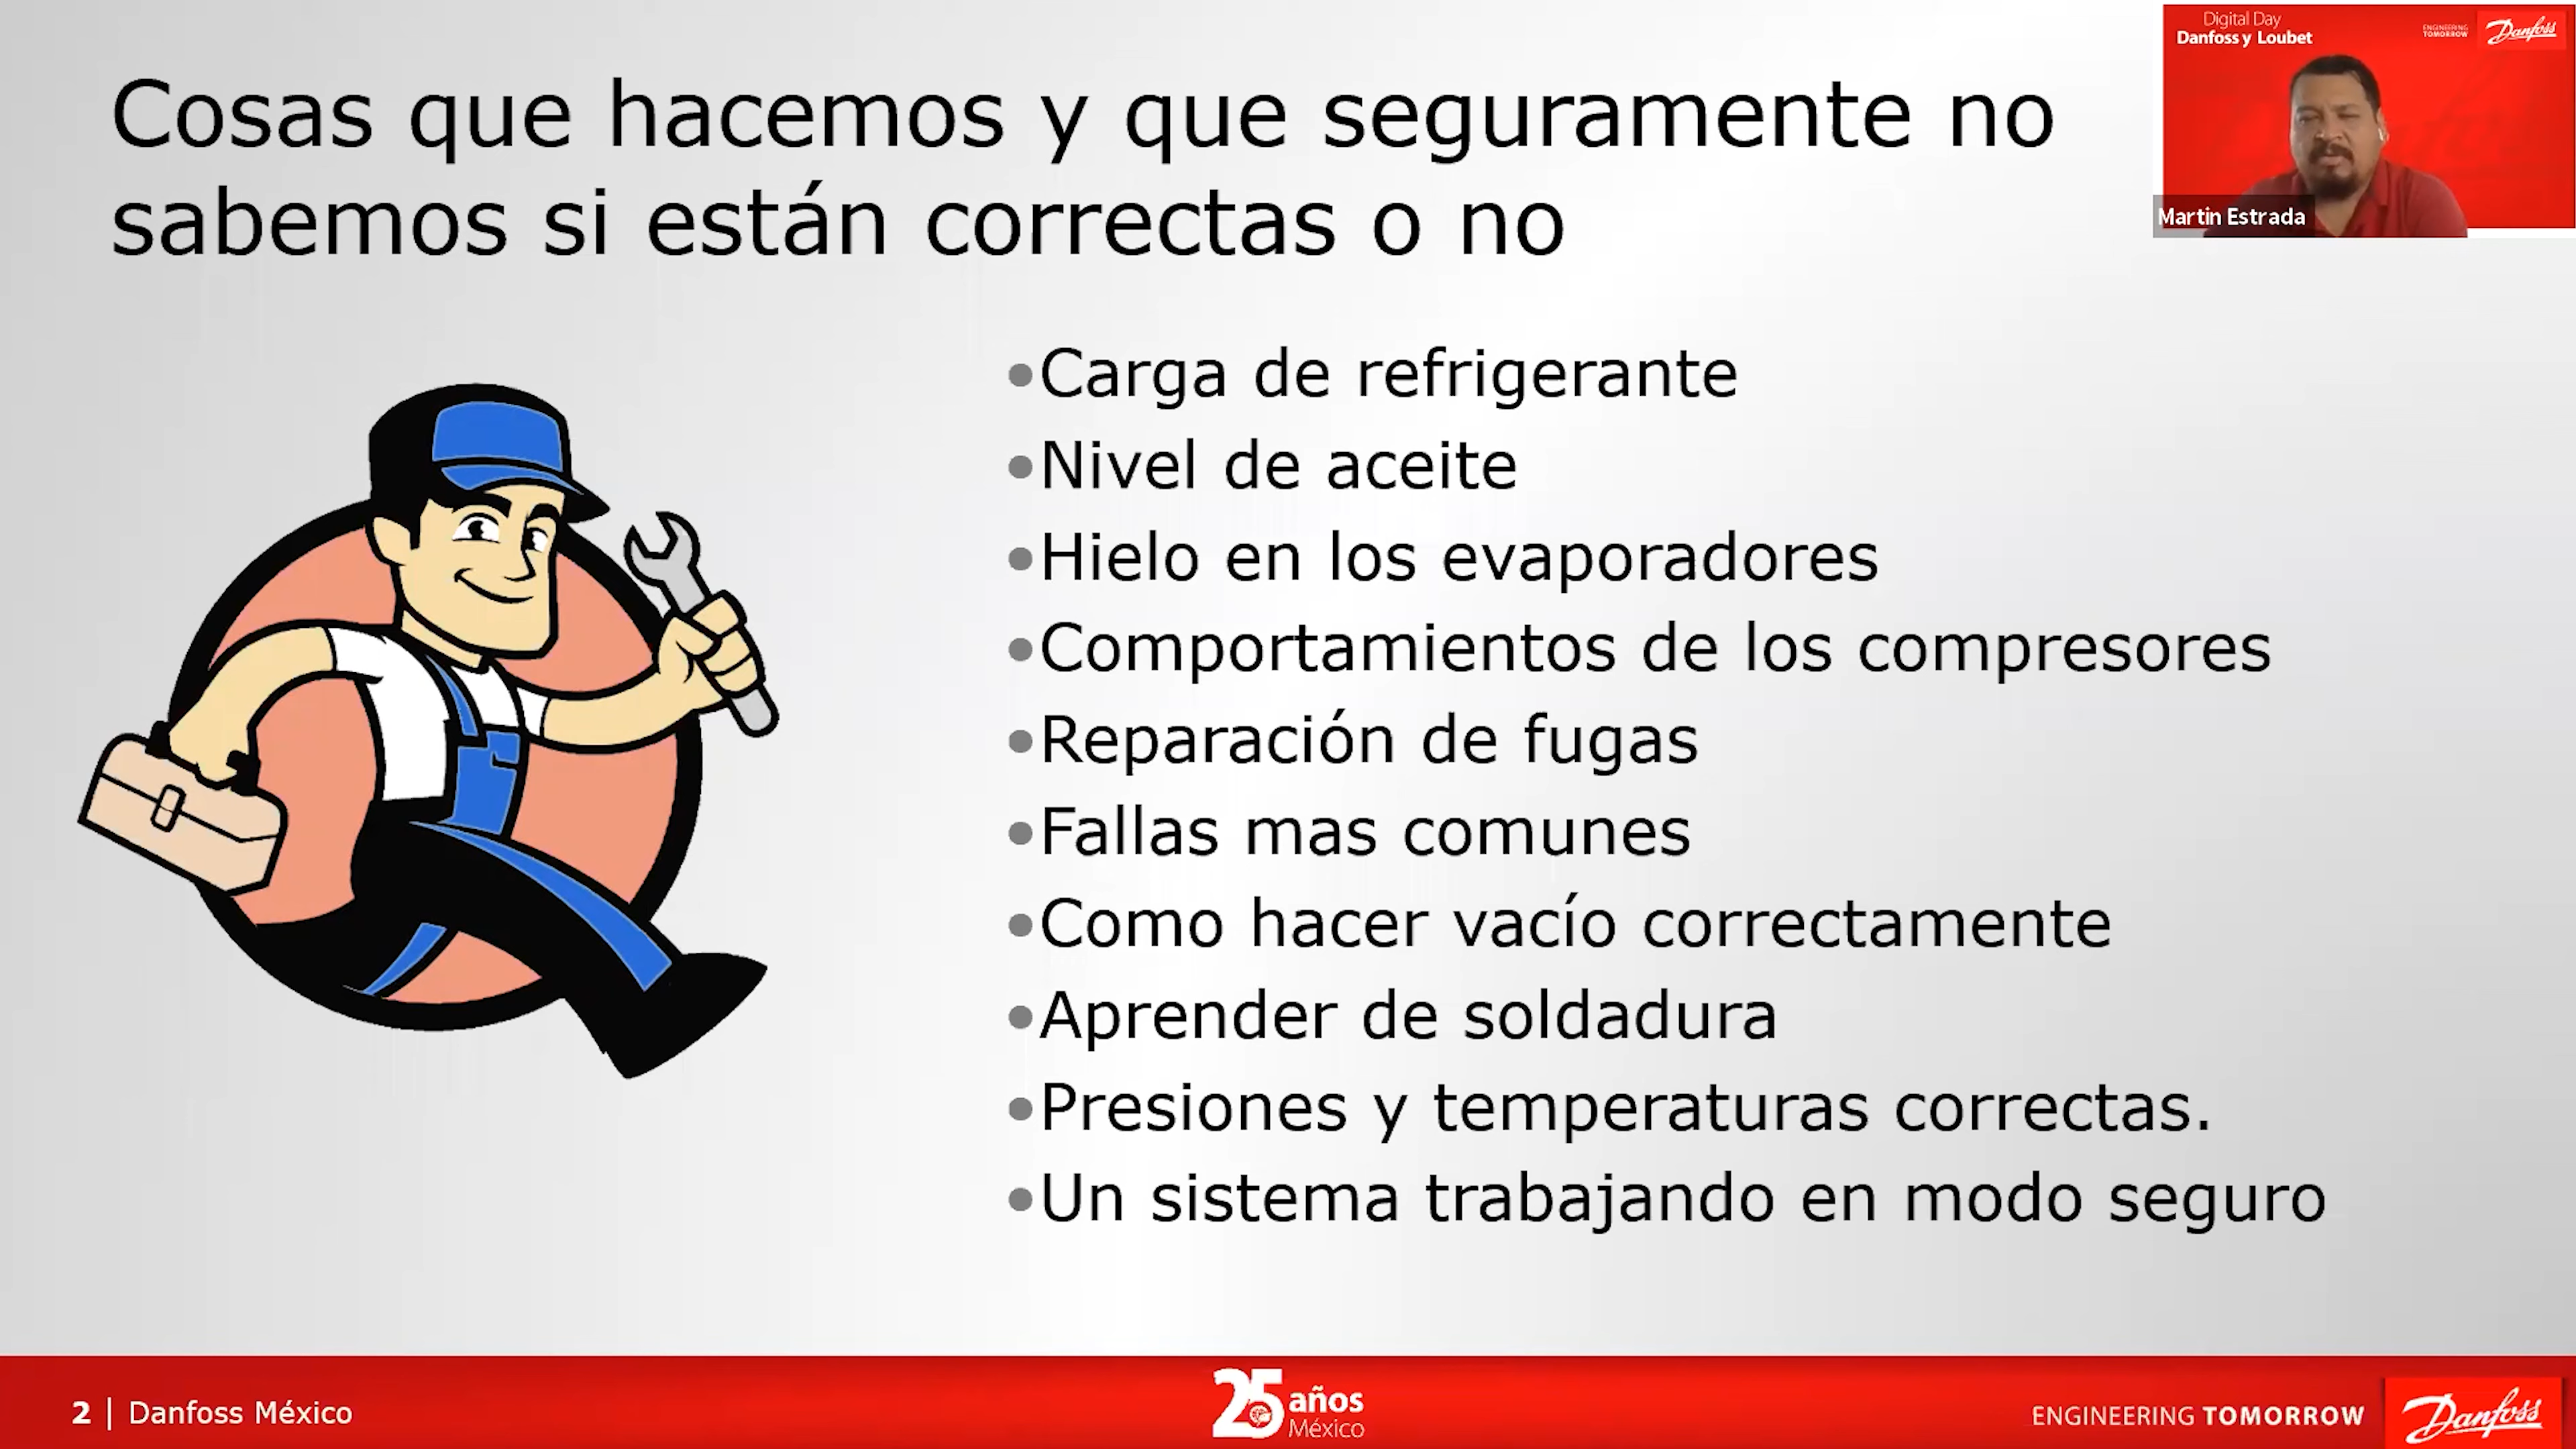 Cosas que hacemos y que seguramente no
sabemos si están correctas o no
Digital Day
Danfoss y Loubet
ENGINEERING
TOMORROW
Danfoss
Martin Estrada
•Carga de refrigerante
•Nivel de aceite
•Hielo en los evaporadores
•Comportamientos de los compresores
•Reparación de fugas
•Fallas mas comunes
•Como hacer vacío correctamente
•Aprender de soldadura
•Presiones y temperaturas correctas.
•Un sistema trabajando en modo seguro
2 | Danfoss México
25 años
México
ENGINEERING TOMORROW
Danfoss